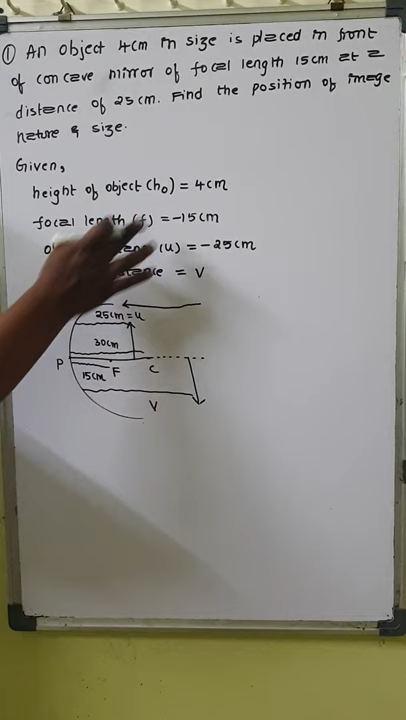 ① An object 4cm in size is placed in front
of concave mirror of focal length 15cm at a
distance of 25cm. Find the position of image
nature & size.
Given,
height of object (ho) = 4cm
focal length (f) = -15cm
(u) = -25cm
= V
25cm = u
30cm
P F C
15cm
V